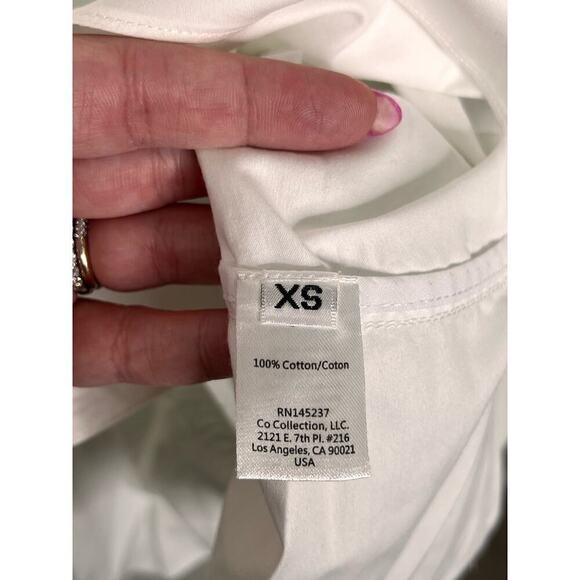 XS
100% Cotton/Coton
RN145237
Co Collection, LLC.
2121 E. 7th Pl. #216
Los Angeles, CA 90021
USA